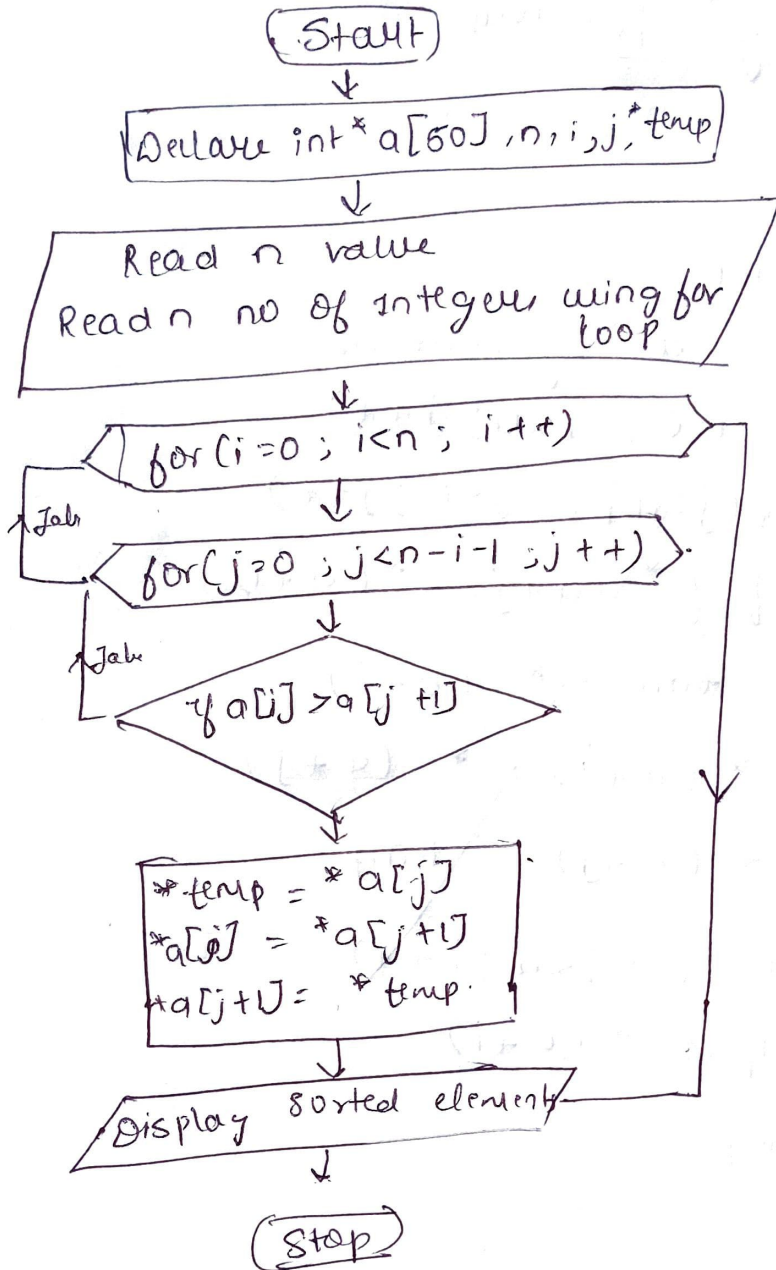 Start
Declare int * a[50] , n, i, j, * temp
Read n value
Read n no of Integers using for
loop
for (i=0 ; i<n ; i++)
False
for(j=0 ; j<n-i-1 ; j++)
False
if a[j] >a[j+1]
*temp = *a[j]
*a[j] = *a[j+1]
*a[j+1]= *temp.
Display sorted elements
Stop